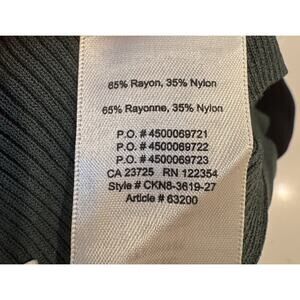 65% Rayon, 35% Nylon
65% Rayonne, 35% Nylon
P.O. # 4500069721
P.O. # 4500069722
P.O. # 4500069723
CA 23725 RN 122354
Style # CKN8-3619-27
Article # 63200